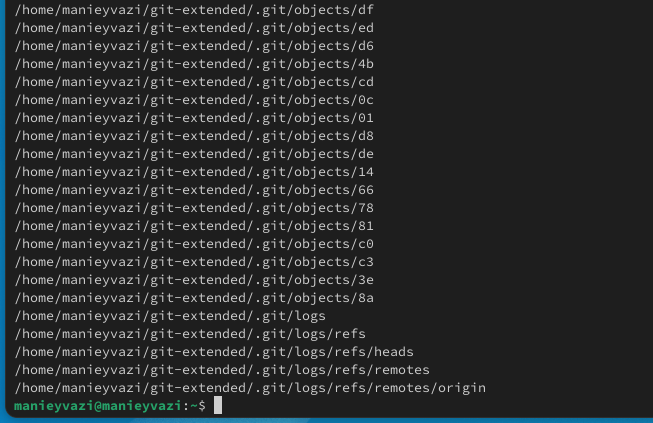 /home/manieyvazi/git-extended/.git/objects/df
/home/manieyvazi/git-extended/.git/objects/ed
/home/manieyvazi/git-extended/.git/objects/d6
/home/manieyvazi/git-extended/.git/objects/4b
/home/manieyvazi/git-extended/.git/objects/cd
/home/manieyvazi/git-extended/.git/objects/0c
/home/manieyvazi/git-extended/.git/objects/01
/home/manieyvazi/git-extended/.git/objects/d8
/home/manieyvazi/git-extended/.git/objects/de
/home/manieyvazi/git-extended/.git/objects/14
/home/manieyvazi/git-extended/.git/objects/66
/home/manieyvazi/git-extended/.git/objects/78
/home/manieyvazi/git-extended/.git/objects/81
/home/manieyvazi/git-extended/.git/objects/c0
/home/manieyvazi/git-extended/.git/objects/c3
/home/manieyvazi/git-extended/.git/objects/3e
/home/manieyvazi/git-extended/.git/objects/8a
/home/manieyvazi/git-extended/.git/logs
/home/manieyvazi/git-extended/.git/logs/refs
/home/manieyvazi/git-extended/.git/logs/refs/heads
/home/manieyvazi/git-extended/.git/logs/refs/remotes
/home/manieyvazi/git-extended/.git/logs/refs/remotes/origin
manieyvazi@manieyvazi:~$